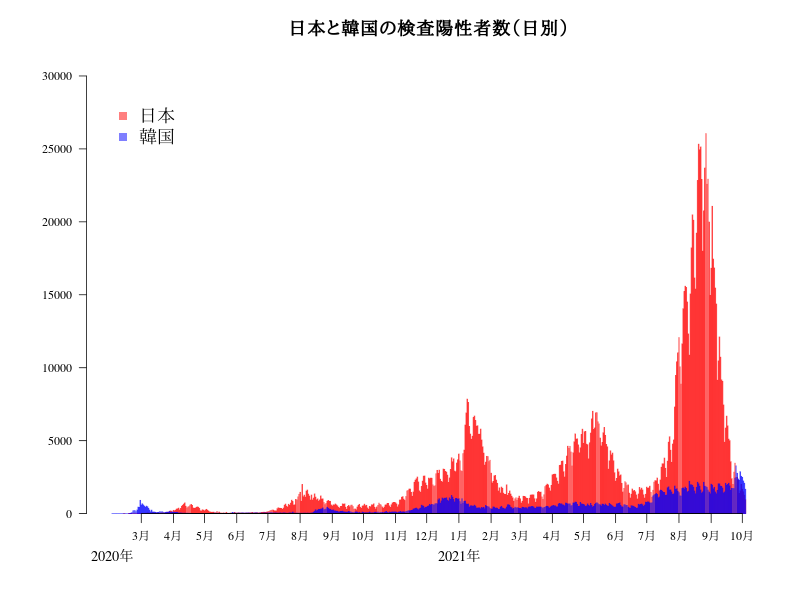 日本と韓国の検査陽性者数（日別）
30000
日本
韓国
25000
20000
15000
10000
5000
0
3月 4月 5月 6月 7月 8月 9月 10月 11月 12月 1月 2月 3月 4月 5月 6月 7月 8月 9月 10月
2020年 2021年